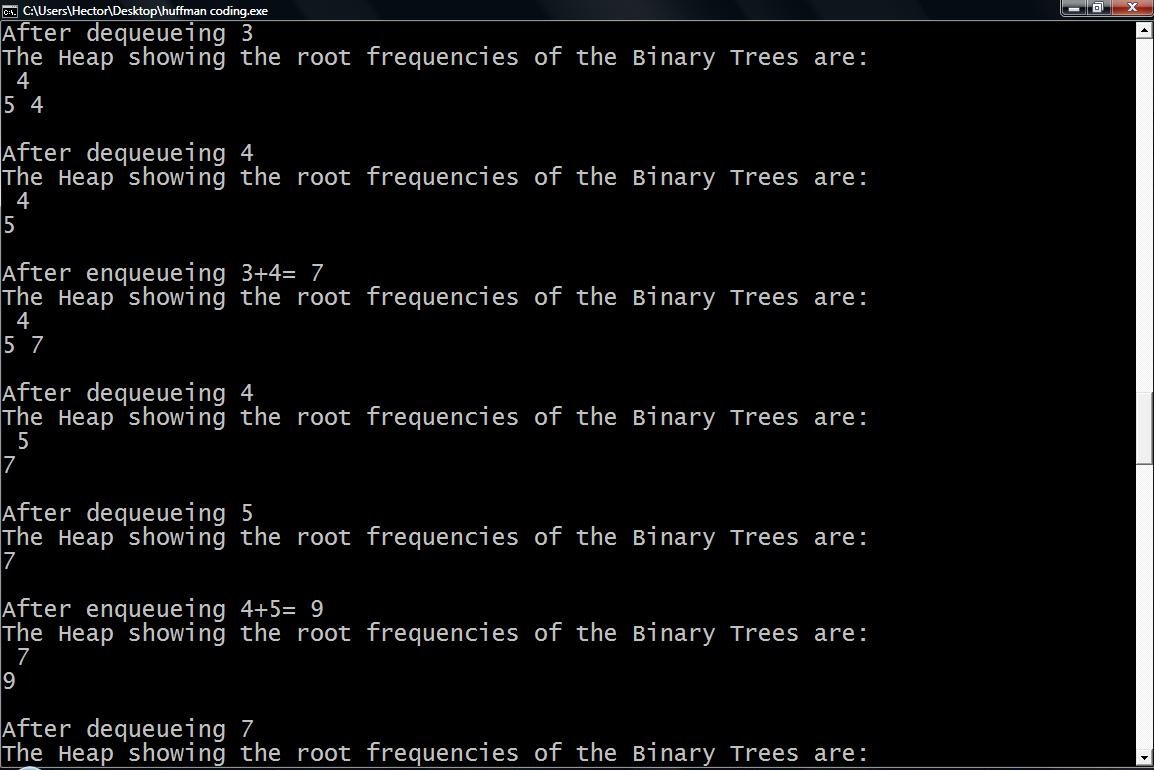 C:\Users\Hector\Desktop\huffman coding.exe
After dequeueing 3
The Heap showing the root frequencies of the Binary Trees are:
 4
5 4

After dequeueing 4
The Heap showing the root frequencies of the Binary Trees are:
 4
5

After enqueueing 3+4= 7
The Heap showing the root frequencies of the Binary Trees are:
 4
5 7

After dequeueing 4
The Heap showing the root frequencies of the Binary Trees are:
 5
7

After dequeueing 5
The Heap showing the root frequencies of the Binary Trees are:
7

After enqueueing 4+5= 9
The Heap showing the root frequencies of the Binary Trees are:
 7
9

After dequeueing 7
The Heap showing the root frequencies of the Binary Trees are: